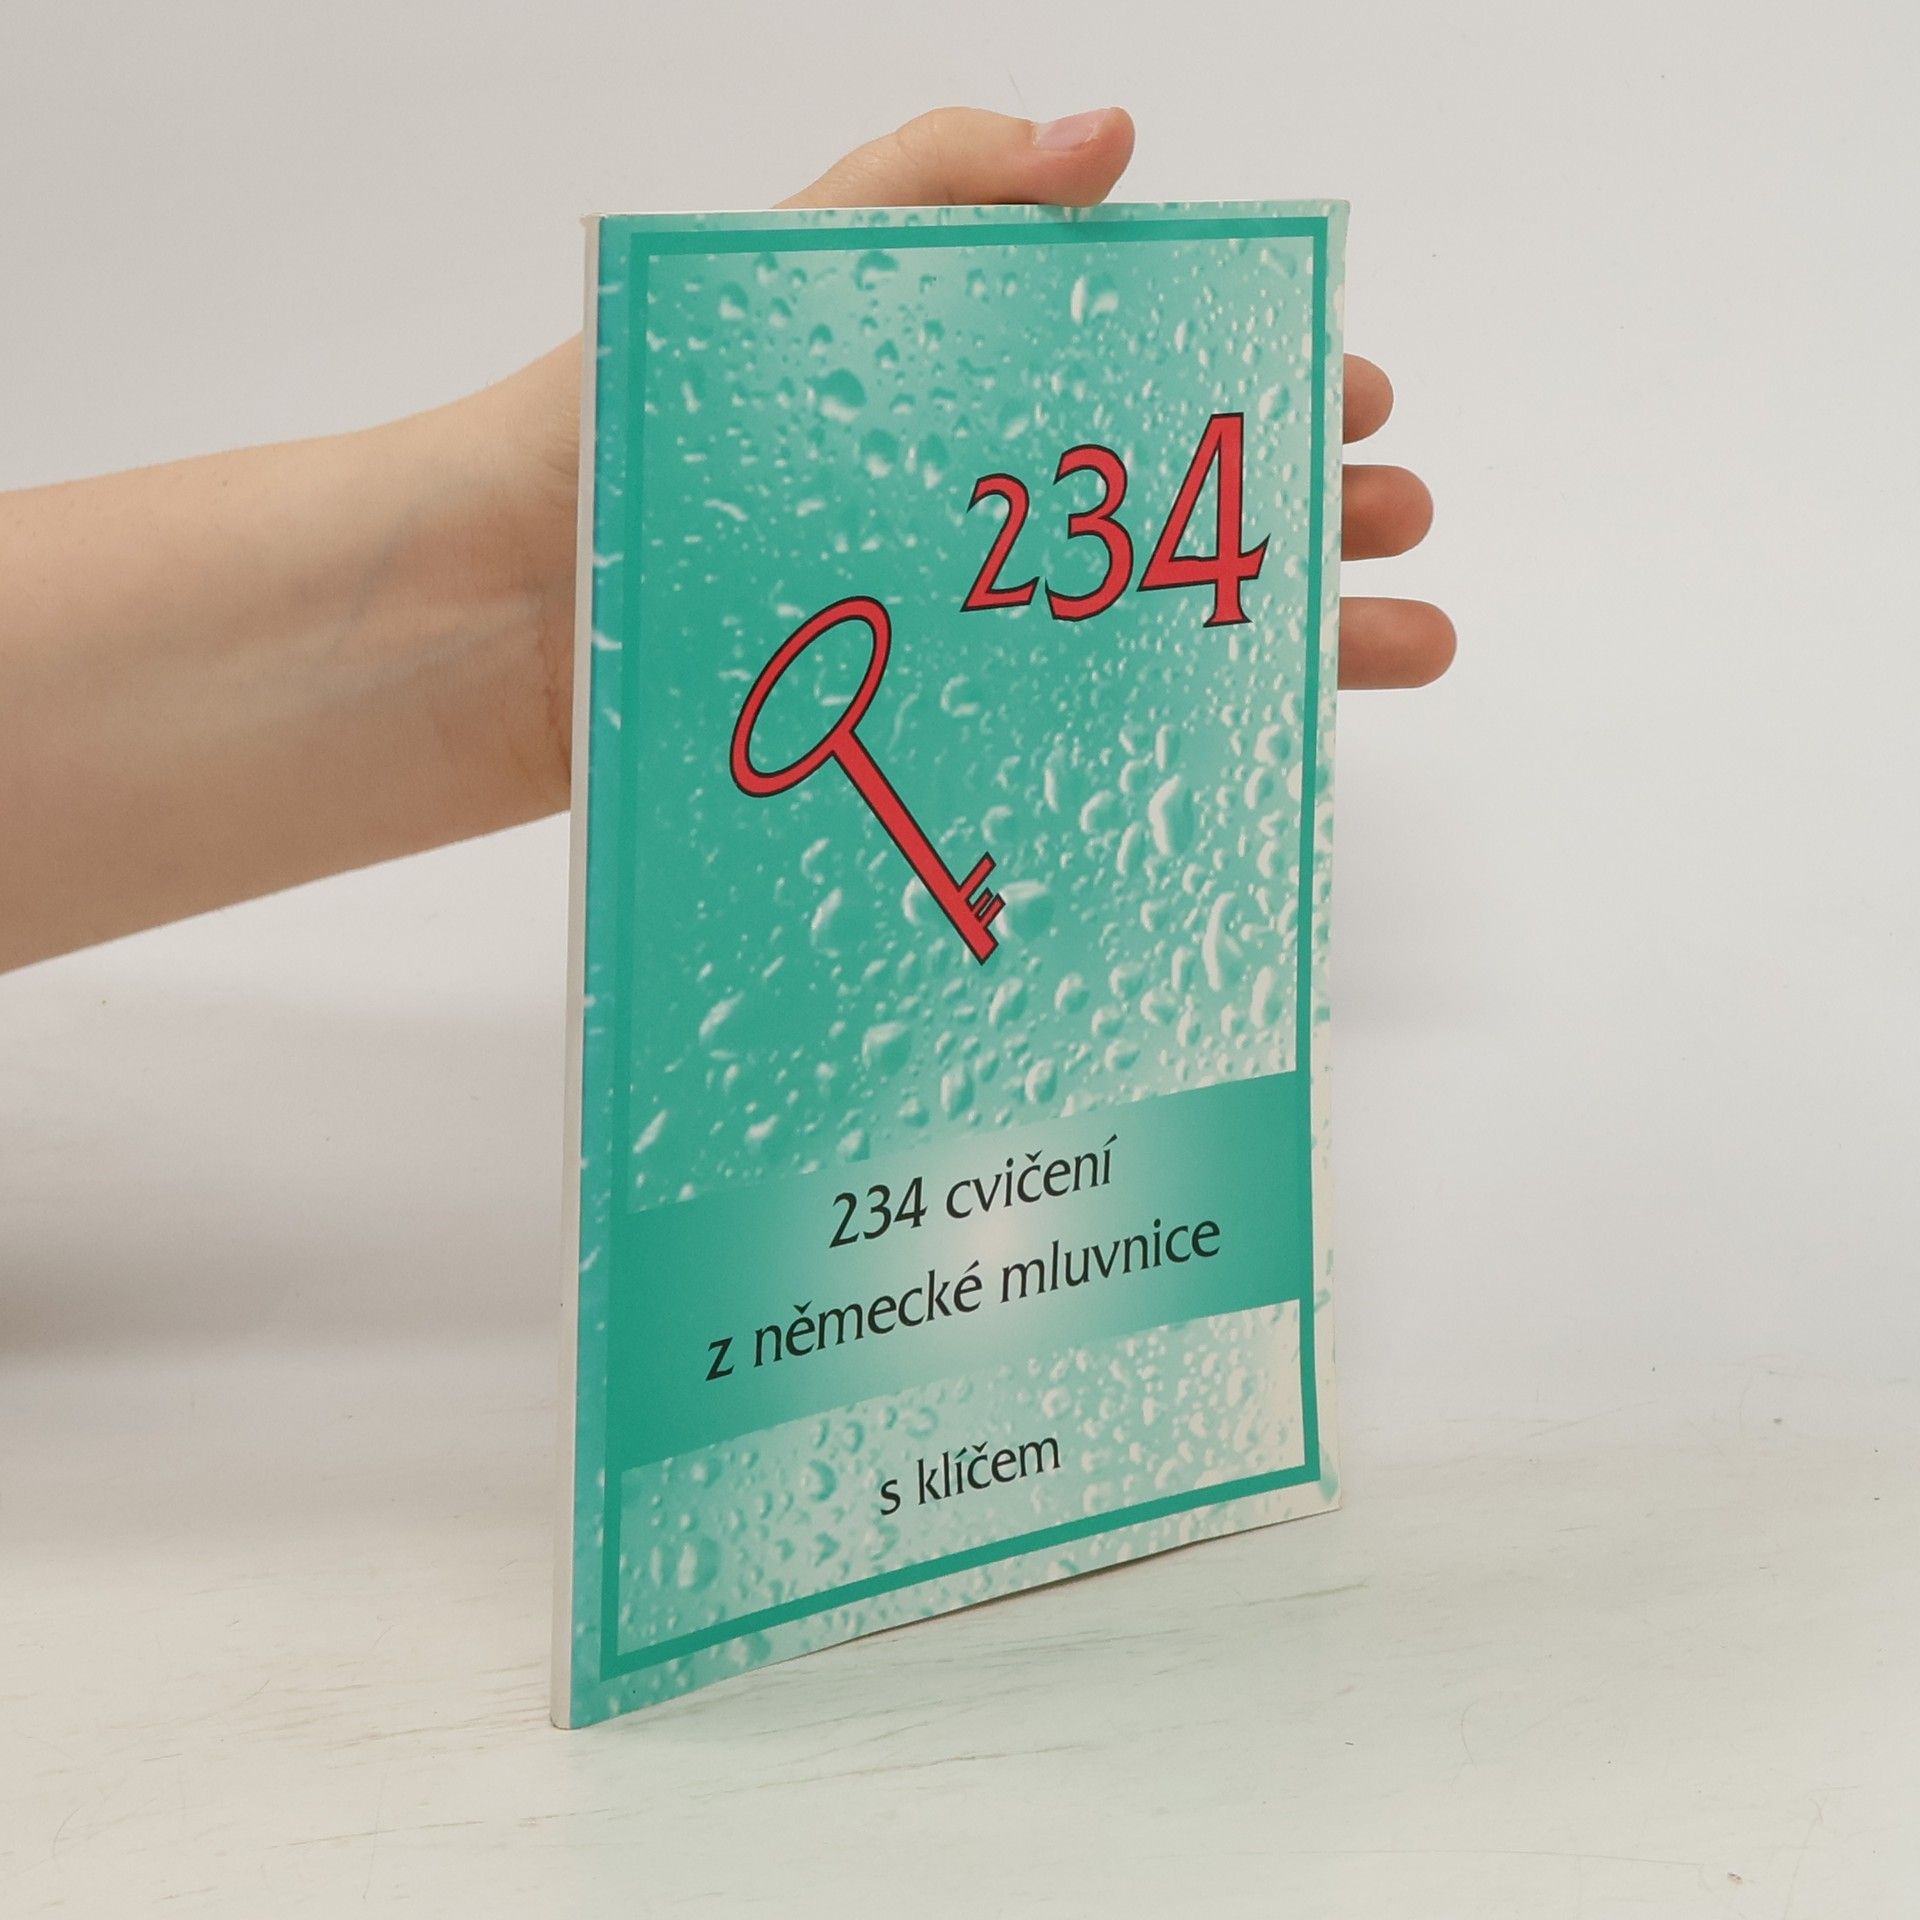 234
234 cvičení
z německé mluvnice
s klíčem